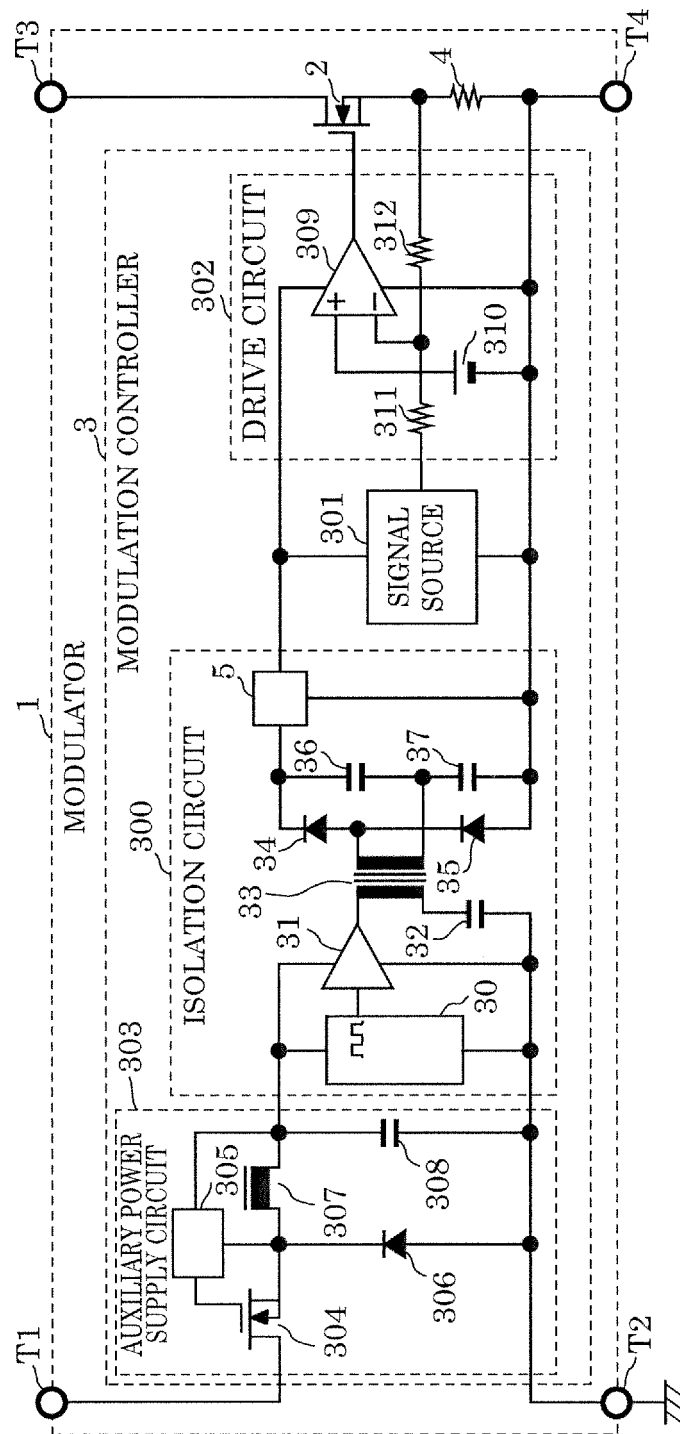 1
MODULATOR
T1
T3
3
MODULATION CONTROLLER
303
AUXILIARY POWER
SUPPLY CIRCUIT
305
304
307
306
308
300
ISOLATION CIRCUIT
31
33
34
36
5
30
32
35
37
301
SIGNAL
SOURCE
302
DRIVE CIRCUIT
309
+
−
311
312
310
2
4
T2
T4